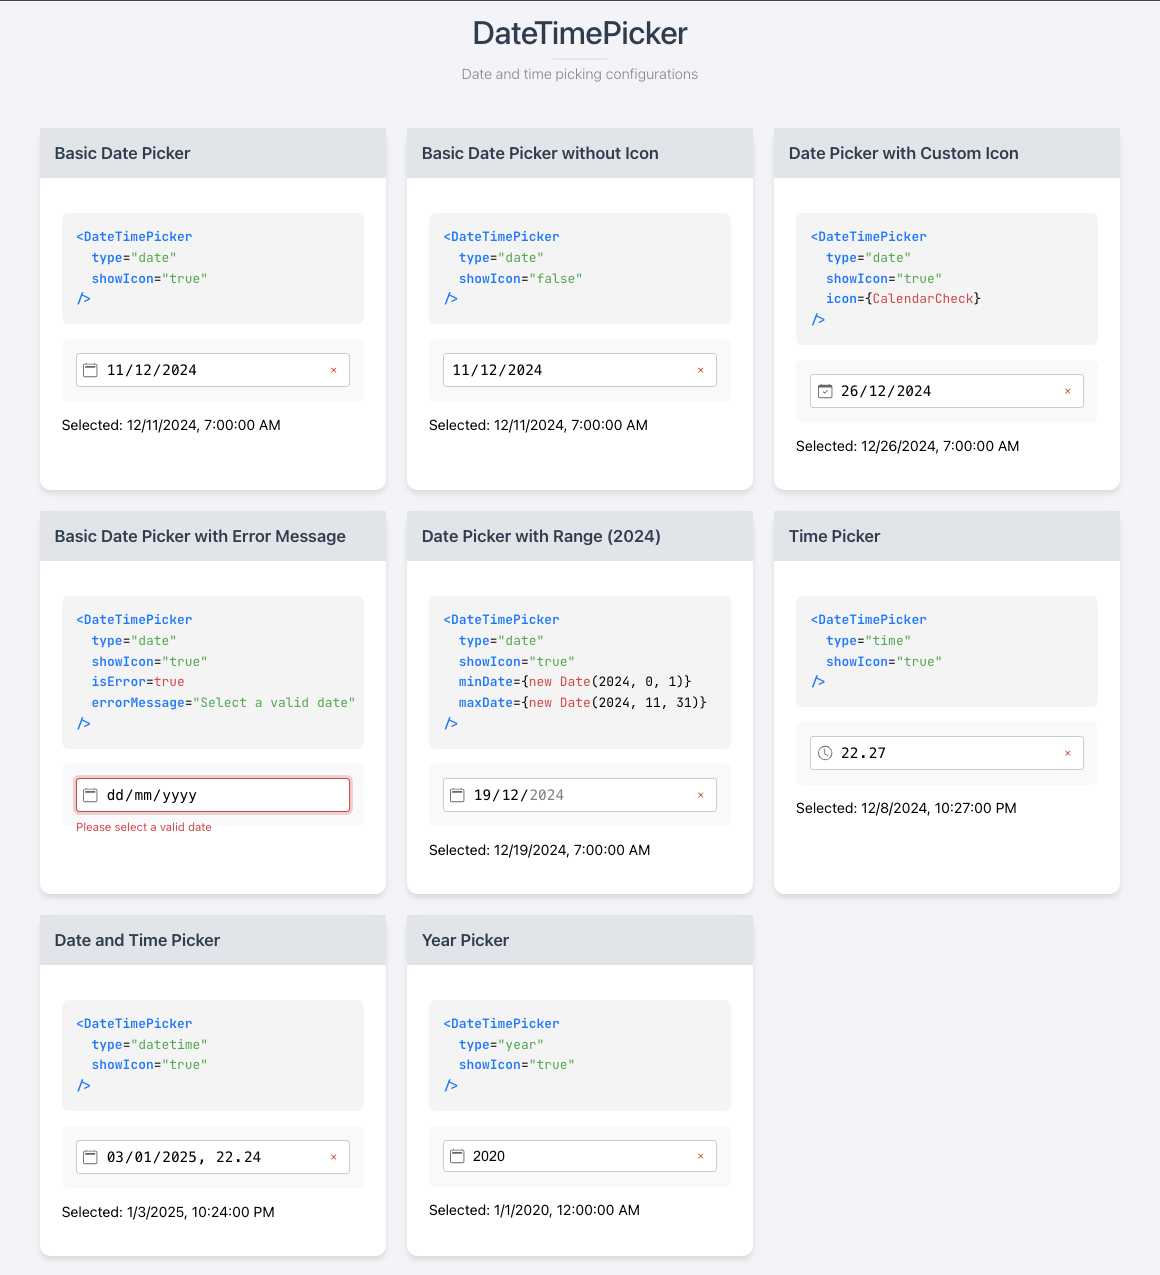 DateTimePicker
Date and time picking configurations
Basic Date Picker
<DateTimePicker
type="date"
showIcon="true"
/>
11/12/2024 ×
Selected: 12/11/2024, 7:00:00 AM
Basic Date Picker without Icon
<DateTimePicker
type="date"
showIcon="false"
/>
11/12/2024 ×
Selected: 12/11/2024, 7:00:00 AM
Date Picker with Custom Icon
<DateTimePicker
type="date"
showIcon="true"
icon={CalendarCheck}
/>
26/12/2024 ×
Selected: 12/26/2024, 7:00:00 AM
Basic Date Picker with Error Message
<DateTimePicker
type="date"
showIcon="true"
isError=true
errorMessage="Select a valid date"
/>
dd/mm/yyyy
Please select a valid date
Date Picker with Range (2024)
<DateTimePicker
type="date"
showIcon="true"
minDate={new Date(2024, 0, 1)}
maxDate={new Date(2024, 11, 31)}
/>
19/12/2024 ×
Selected: 12/19/2024, 7:00:00 AM
Time Picker
<DateTimePicker
type="time"
showIcon="true"
/>
22.27 ×
Selected: 12/8/2024, 10:27:00 PM
Date and Time Picker
<DateTimePicker
type="datetime"
showIcon="true"
/>
03/01/2025, 22.24 ×
Selected: 1/3/2025, 10:24:00 PM
Year Picker
<DateTimePicker
type="year"
showIcon="true"
/>
2020 ×
Selected: 1/1/2020, 12:00:00 AM